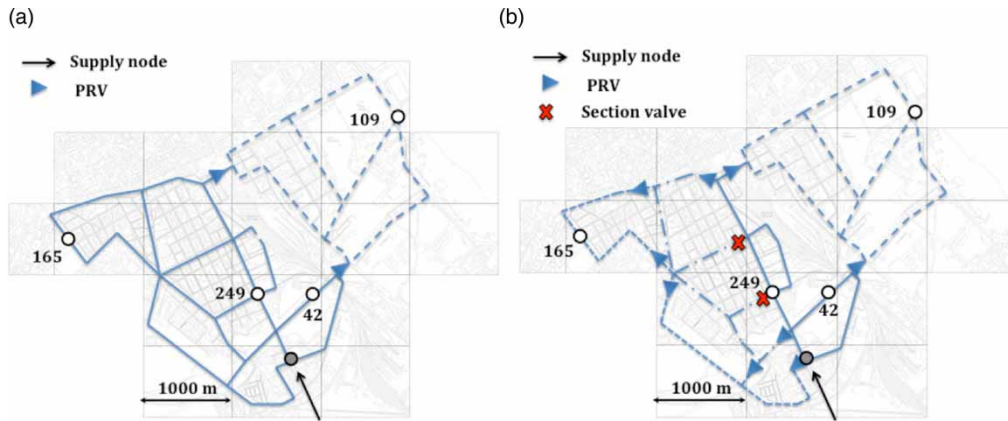 (a)
Supply node
PRV
109
165
249
42
1000 m
(b)
Supply node
PRV
Section valve
109
165
249
42
1000 m